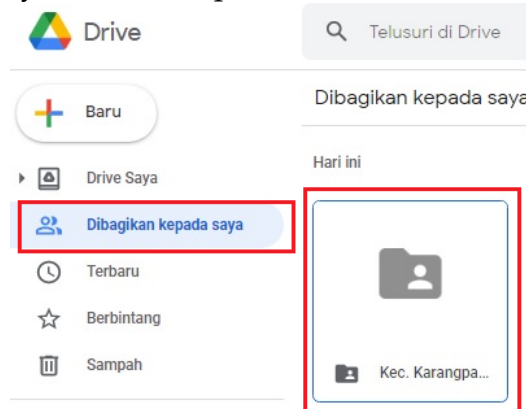 Drive
Telusuri di Drive
Baru
Dibagikan kepada saya
Drive Saya
Hari ini
Dibagikan kepada saya
Terbaru
Berbintang
Sampah
Kec. Karangpa...